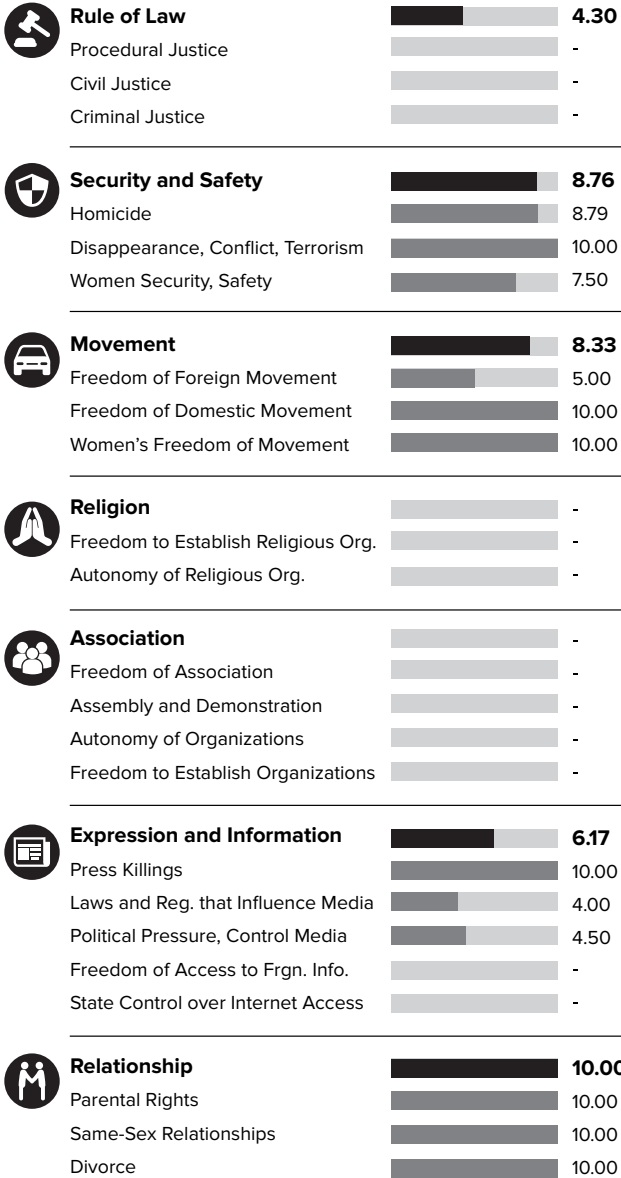 Rule of Law 4.30
Procedural Justice -
Civil Justice -
Criminal Justice -
Security and Safety 8.76
Homicide 8.79
Disappearance, Conflict, Terrorism 10.00
Women Security, Safety 7.50
Movement 8.33
Freedom of Foreign Movement 5.00
Freedom of Domestic Movement 10.00
Women’s Freedom of Movement 10.00
Religion -
Freedom to Establish Religious Org. -
Autonomy of Religious Org. -
Association -
Freedom of Association -
Assembly and Demonstration -
Autonomy of Organizations -
Freedom to Establish Organizations -
Expression and Information 6.17
Press Killings 10.00
Laws and Reg. that Influence Media 4.00
Political Pressure, Control Media 4.50
Freedom of Access to Frgn. Info. -
State Control over Internet Access -
Relationship 10.00
Parental Rights 10.00
Same-Sex Relationships 10.00
Divorce 10.00